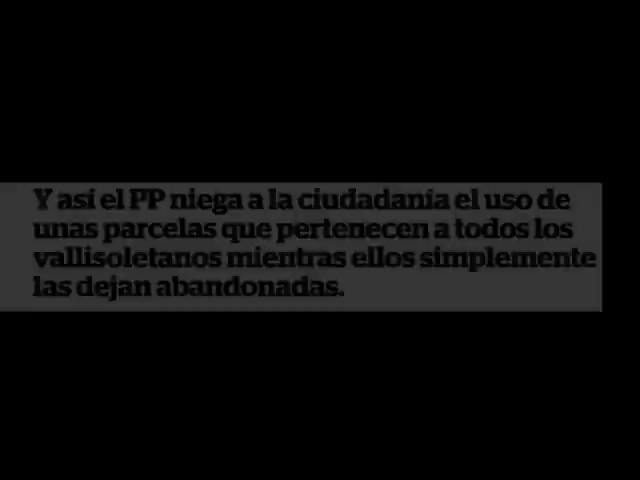 Y así el PP niega a la ciudadanía el uso de
unas parcelas que pertenecen a todos los
vallisoletanos mientras ellos simplemente
las dejan abandonadas.